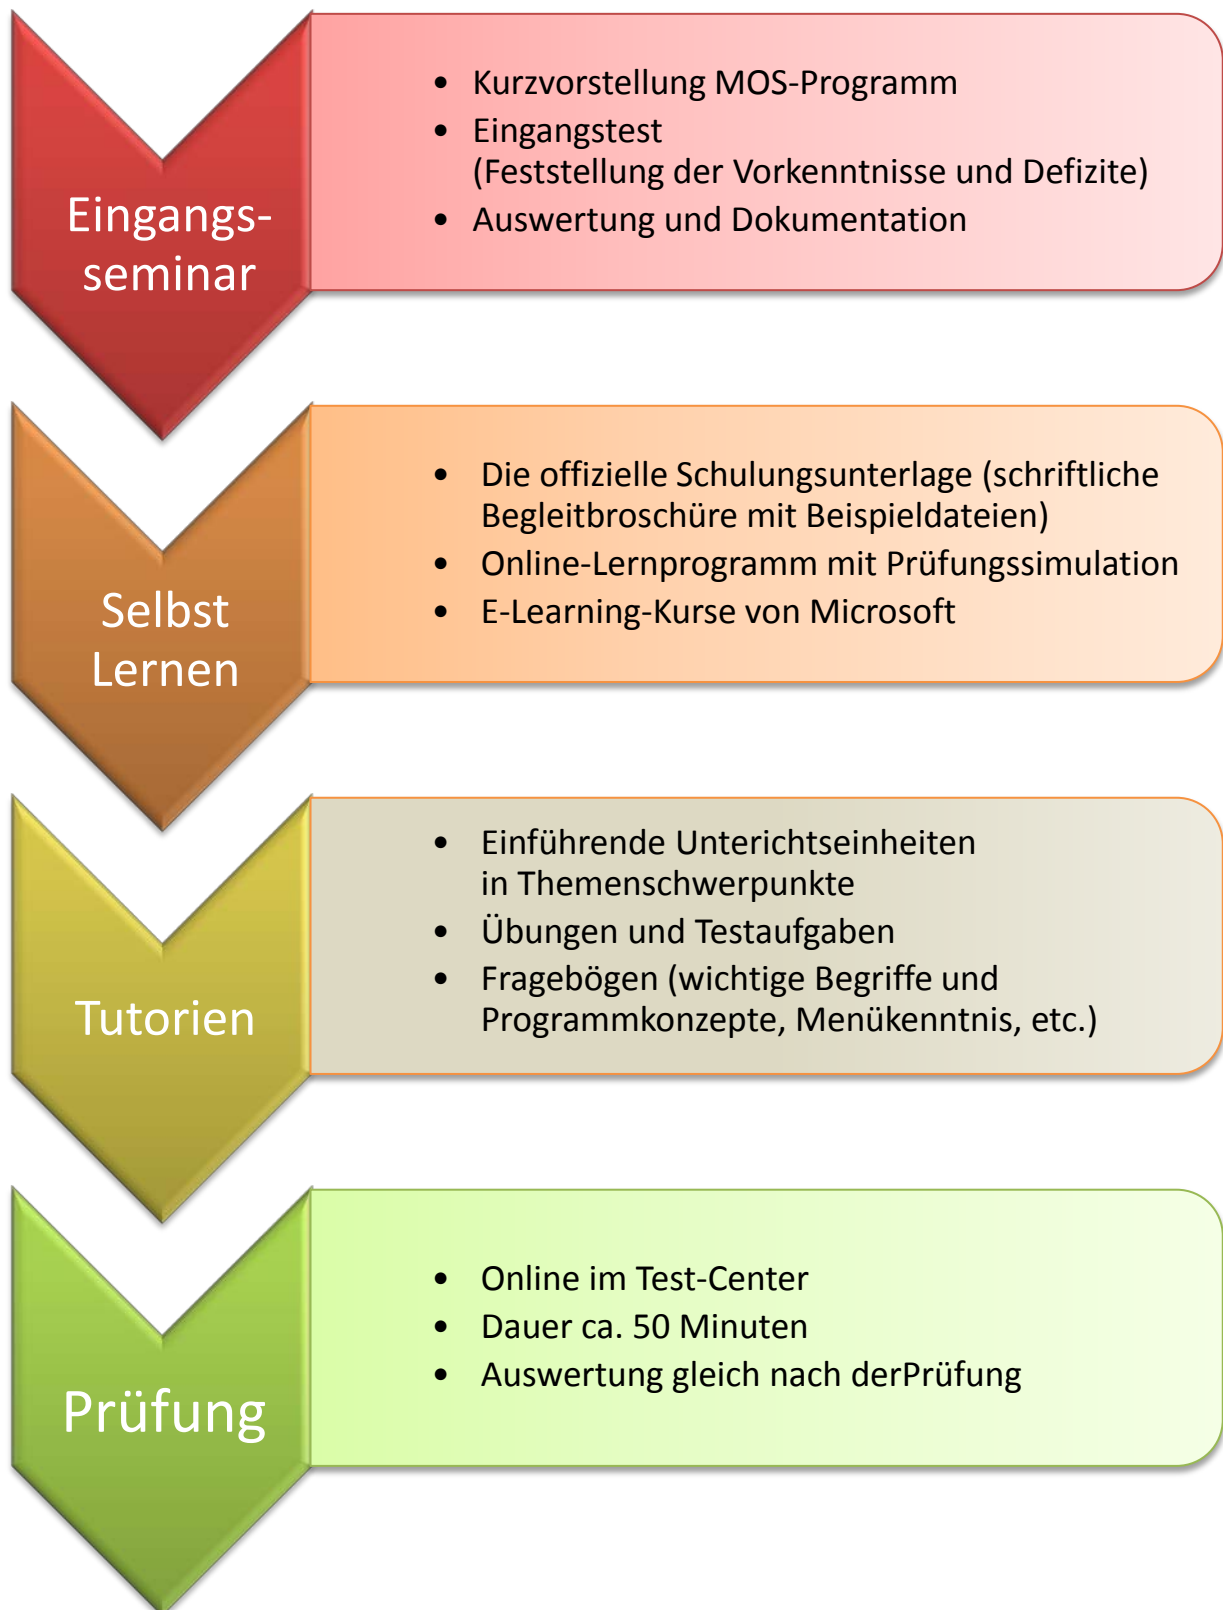 Eingangs-
seminar
• Kurzvorstellung MOS-Programm
• Eingangstest
(Feststellung der Vorkenntnisse und Defizite)
• Auswertung und Dokumentation
Selbst
Lernen
• Die offizielle Schulungsunterlage (schriftliche
Begleitbroschüre mit Beispieldateien)
• Online-Lernprogramm mit Prüfungssimulation
• E-Learning-Kurse von Microsoft
Tutorien
• Einführende Unterichtseinheiten
in Themenschwerpunkte
• Übungen und Testaufgaben
• Fragebögen (wichtige Begriffe und
Programmkonzepte, Menükenntnis, etc.)
Prüfung
• Online im Test-Center
• Dauer ca. 50 Minuten
• Auswertung gleich nach derPrüfung